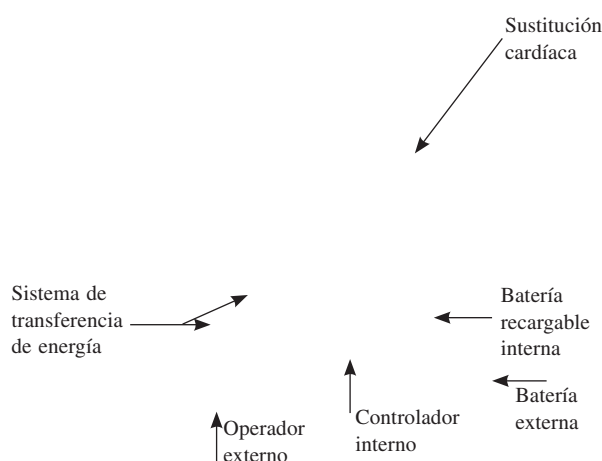 Sustitución
cardíaca
Sistema de
transferencia
de energía
Batería
recargable
interna
Batería
externa
Controlador
interno
Operador
externo